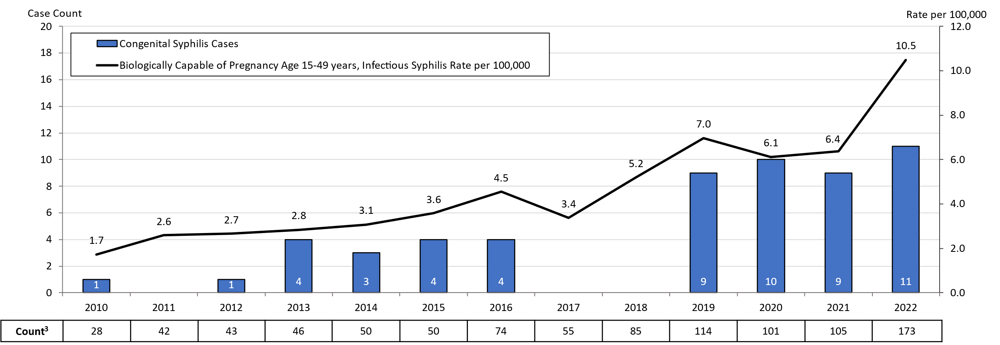 Case Count Rate per 100,000
20 12.0
Congenital Syphilis Cases
18 10.5
Biologically Capable of Pregnancy Age 15-49 years, Infectious Syphilis Rate per 100,000
16 10.0
14 8.0
12 7.0
6.1 6.4
10 5.2 6.0
8 4.5
3.6 3.4 4.0
6 3.1
2.6 2.7 2.8
4 1.7
2 2.0
1 1 4 3 4 4 9 10 9 11
0 0.0
2010 2011 2012 2013 2014 2015 2016 2017 2018 2019 2020 2021 2022
Count³ 28 42 43 46 50 50 74 55 85 114 101 105 173